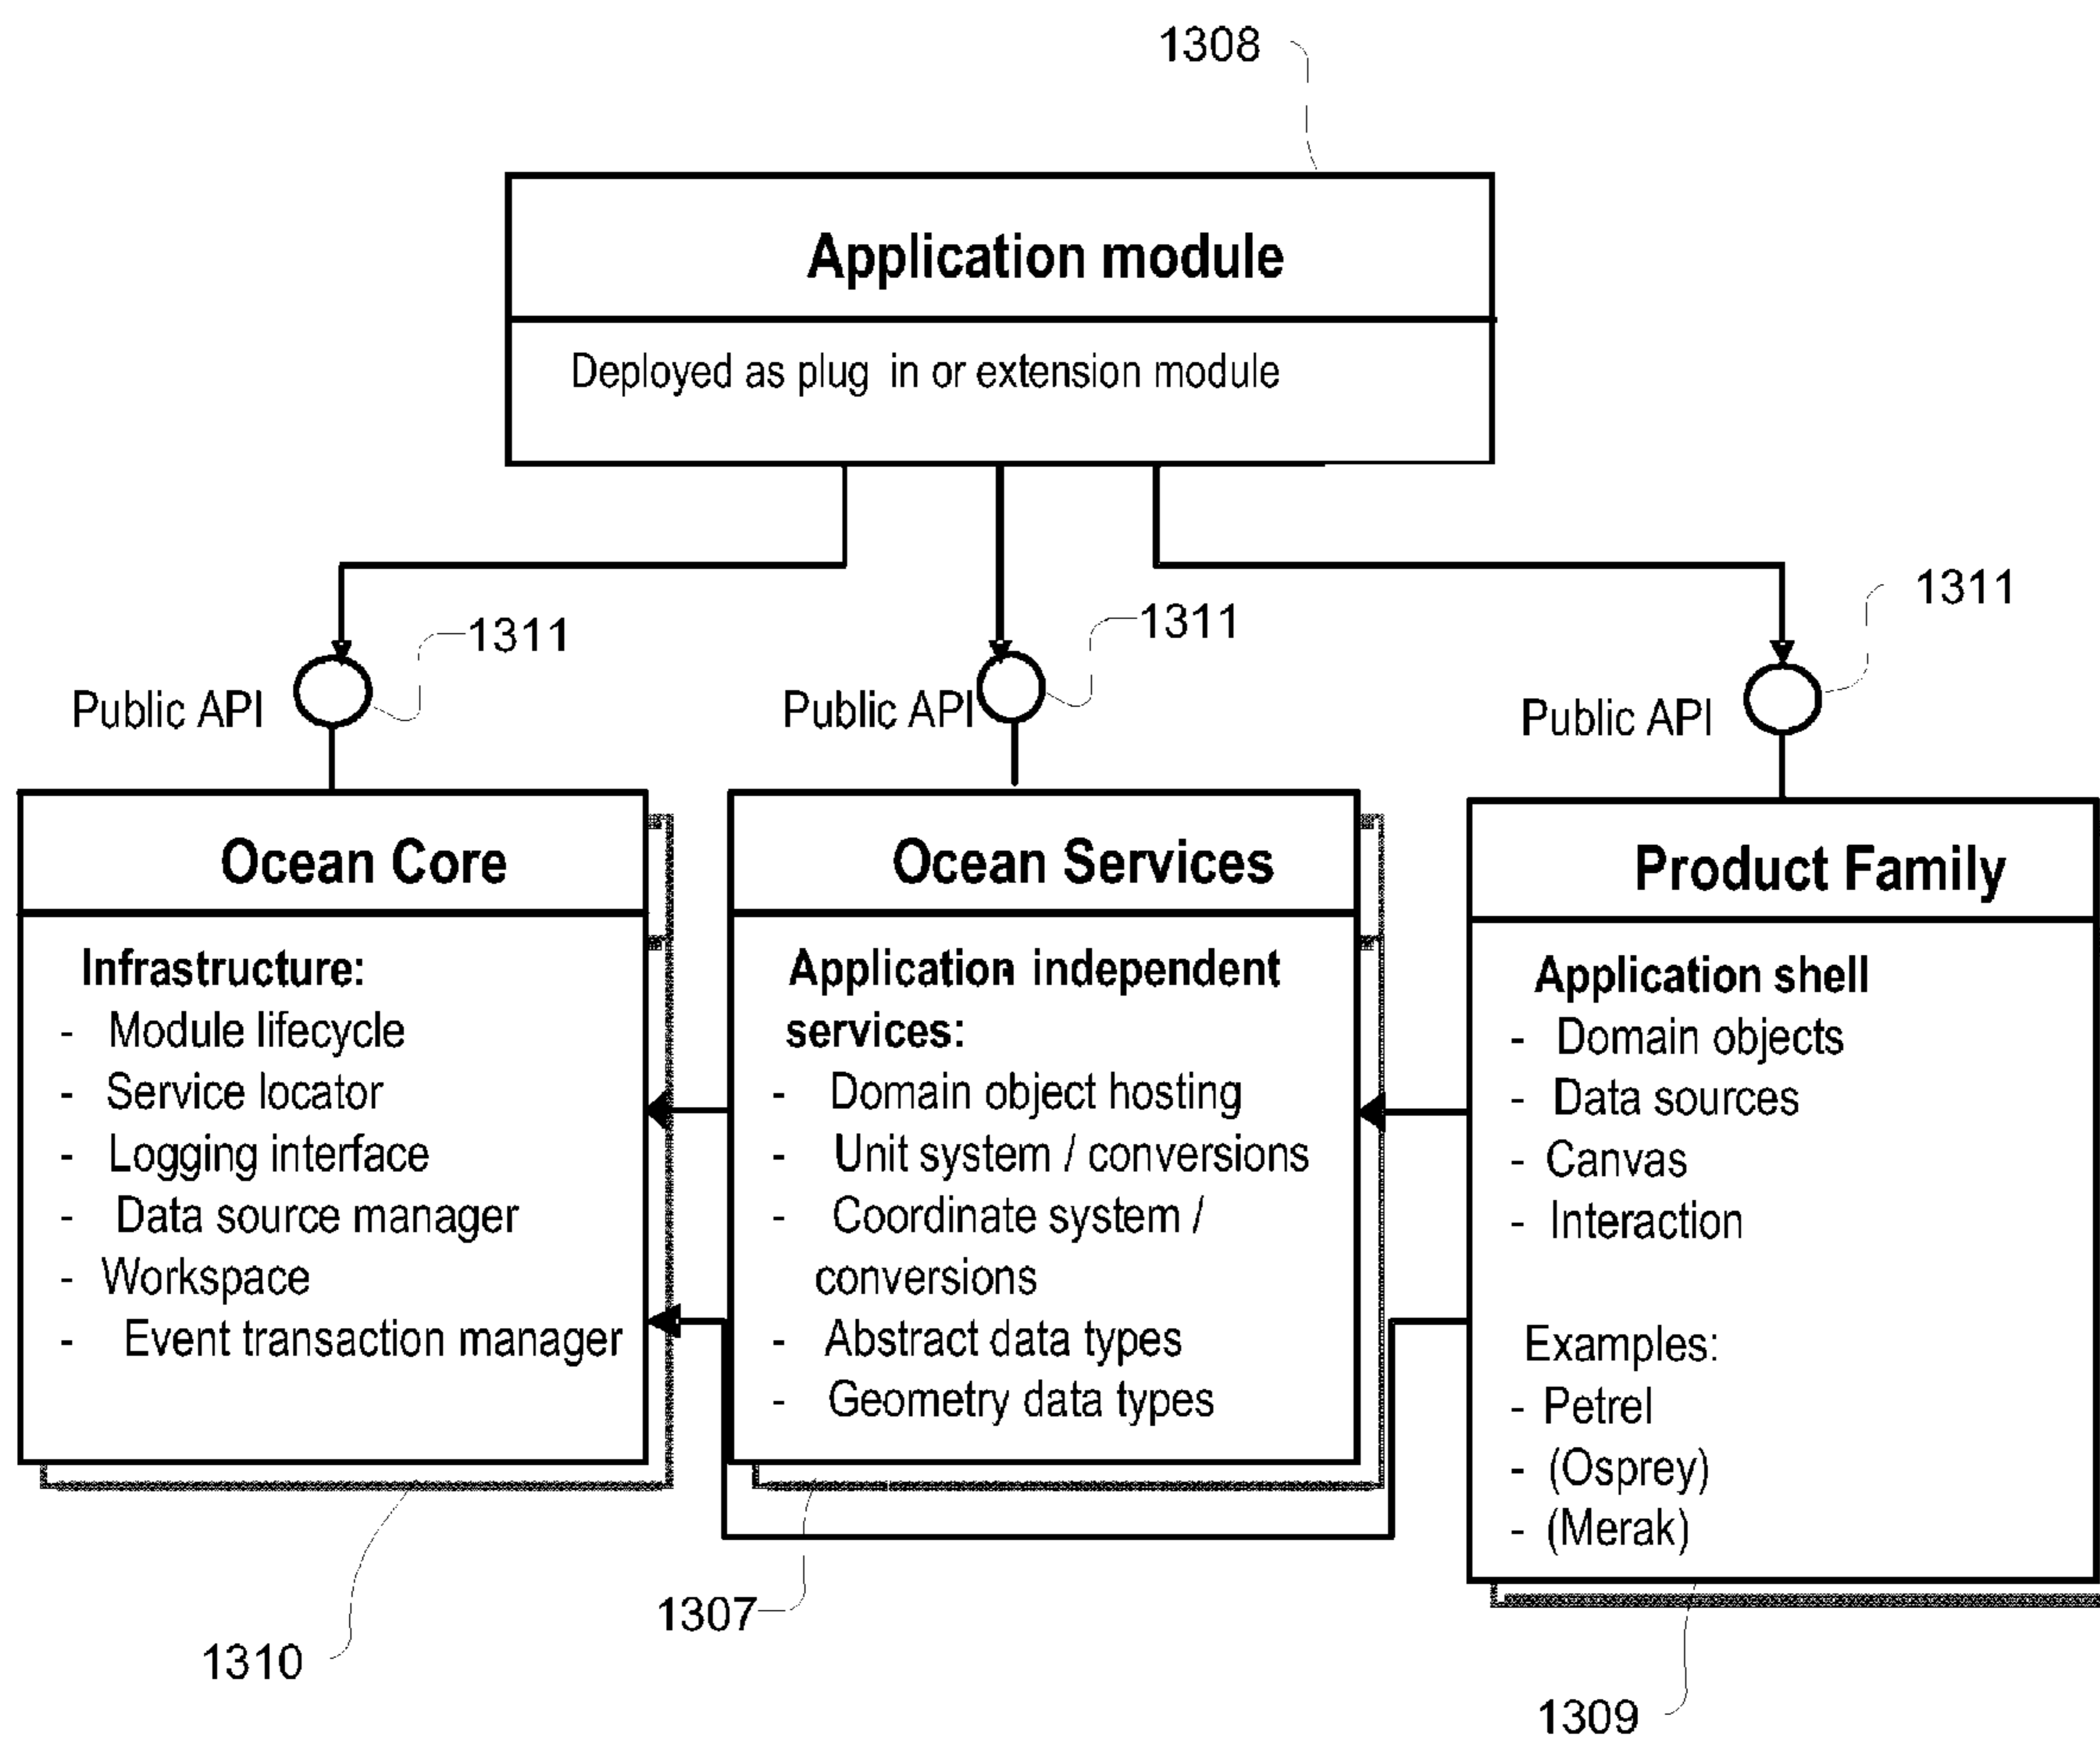 1308
Application module
Deployed as plug in or extension module
1311
1311
1311
Public API
Public API
Public API
Ocean Core
Infrastructure:
- Module lifecycle
- Service locator
- Logging interface
- Data source manager
- Workspace
- Event transaction manager
Ocean Services
Application independent
services:
- Domain object hosting
- Unit system / conversions
- Coordinate system /
conversions
- Abstract data types
- Geometry data types
Product Family
Application shell
- Domain objects
- Data sources
- Canvas
- Interaction
Examples:
- Petrel
- (Osprey)
- (Merak)
1310
1307
1309